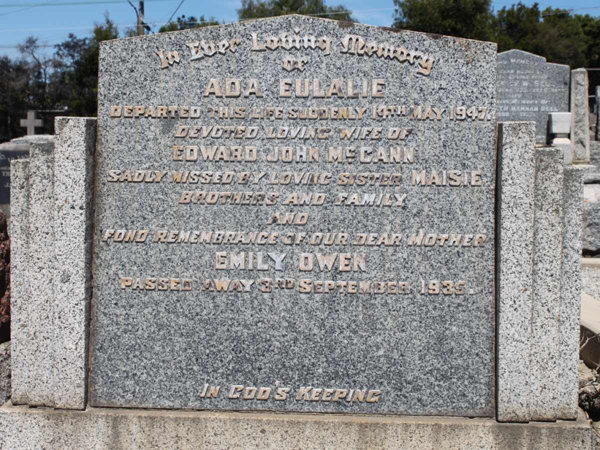 In Ever Loving Memory
OF
ADA EULALIE
DEPARTED THIS LIFE SUDDENLY 14TH MAY 1947.
DEVOTED LOVING WIFE OF
EDWARD JOHN McCANN
SADLY MISSED BY LOVING SISTER MAISIE
BROTHERS AND FAMILY
AND
FOND REMEMBRANCE OF OUR DEAR MOTHER
EMILY OWEN
PASSED AWAY 3RD SEPTEMBER 1935.
IN GOD'S KEEPING